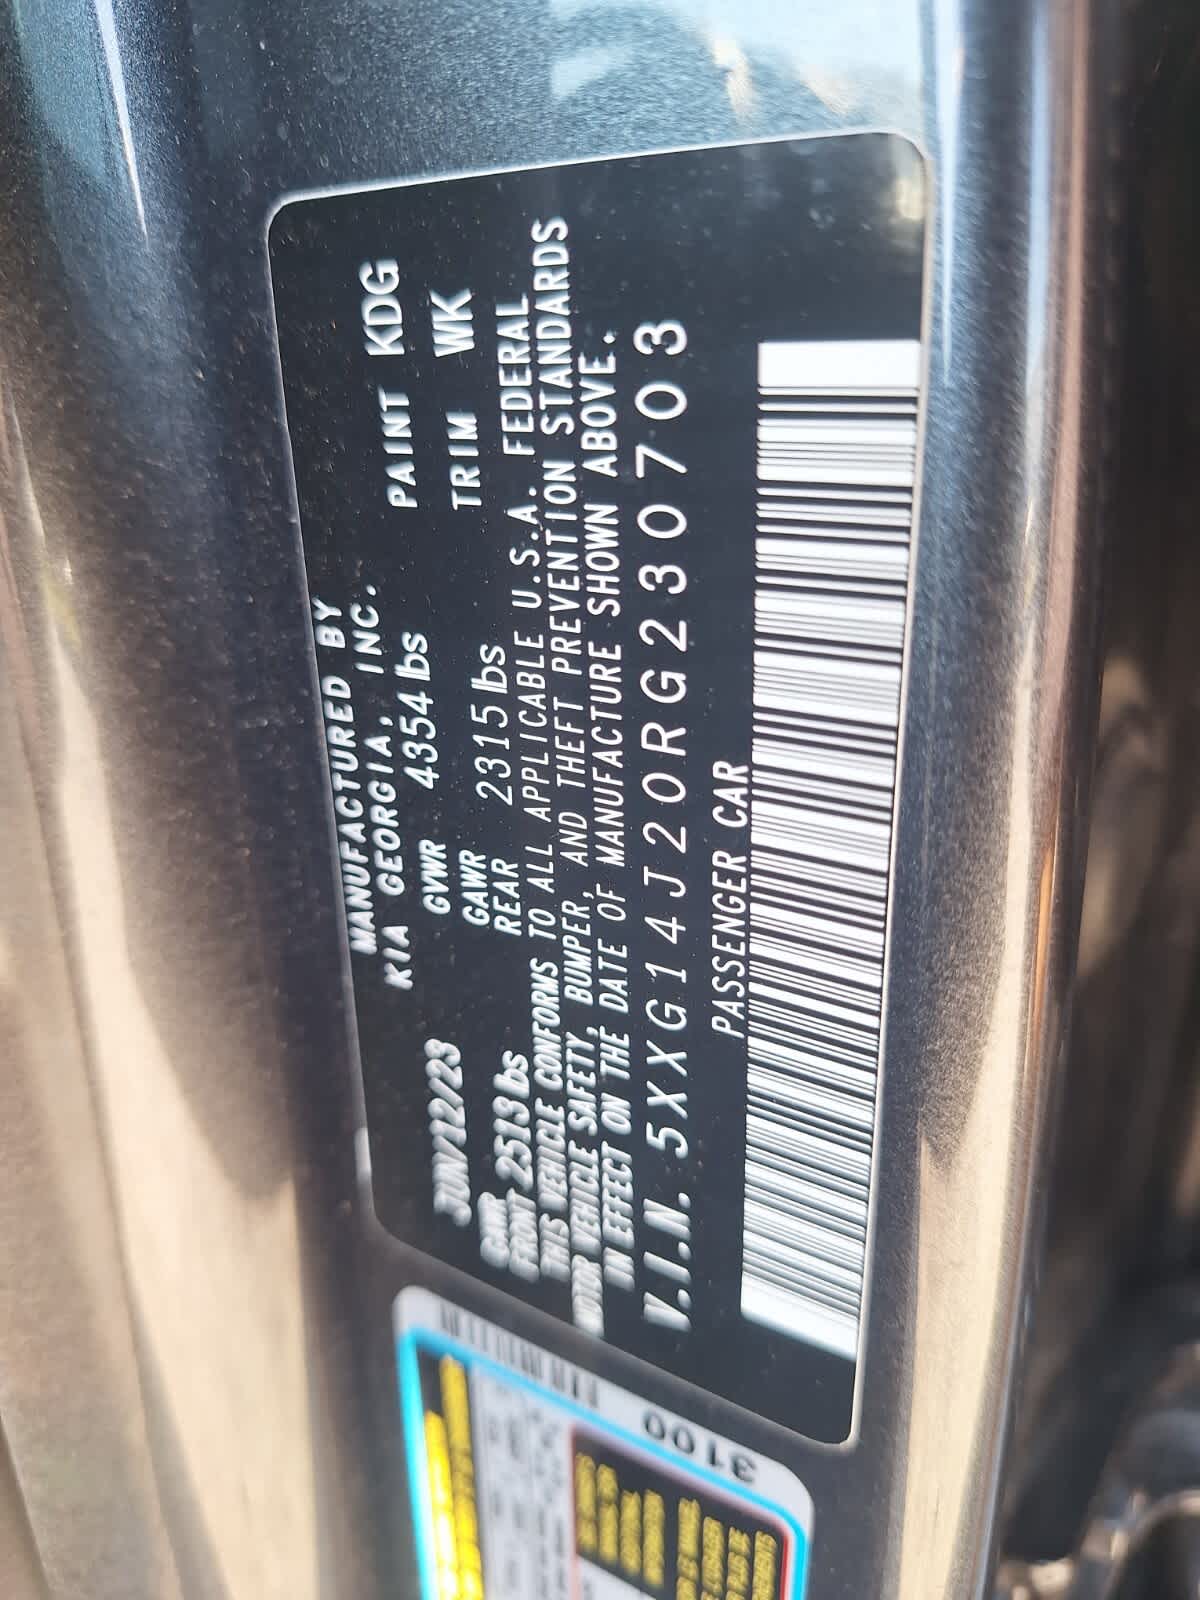 MANUFACTURED BY
KIA GEORGIA, INC.
JUN/12/23 GVWR 4354 lbs PAINT KDG
GAWR FRONT 2513 lbs GAWR REAR 2315 lbs TRIM WK
THIS VEHICLE CONFORMS TO ALL APPLICABLE U.S.A. FEDERAL
MOTOR VEHICLE SAFETY, BUMPER, AND THEFT PREVENTION STANDARDS
IN EFFECT ON THE DATE OF MANUFACTURE SHOWN ABOVE.
V.I.N. 5XXG14J20RG230703
PASSENGER CAR
3100